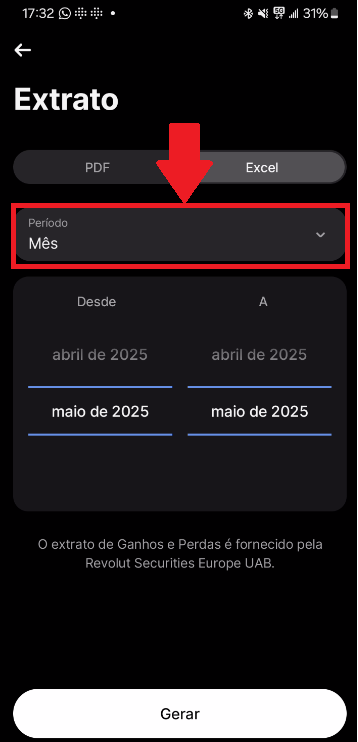 17:32 5G 31%
Extrato
PDF Excel
Período
Mês
Desde A
abril de 2025 abril de 2025
maio de 2025 maio de 2025
O extrato de Ganhos e Perdas é fornecido pela
Revolut Securities Europe UAB.
Gerar